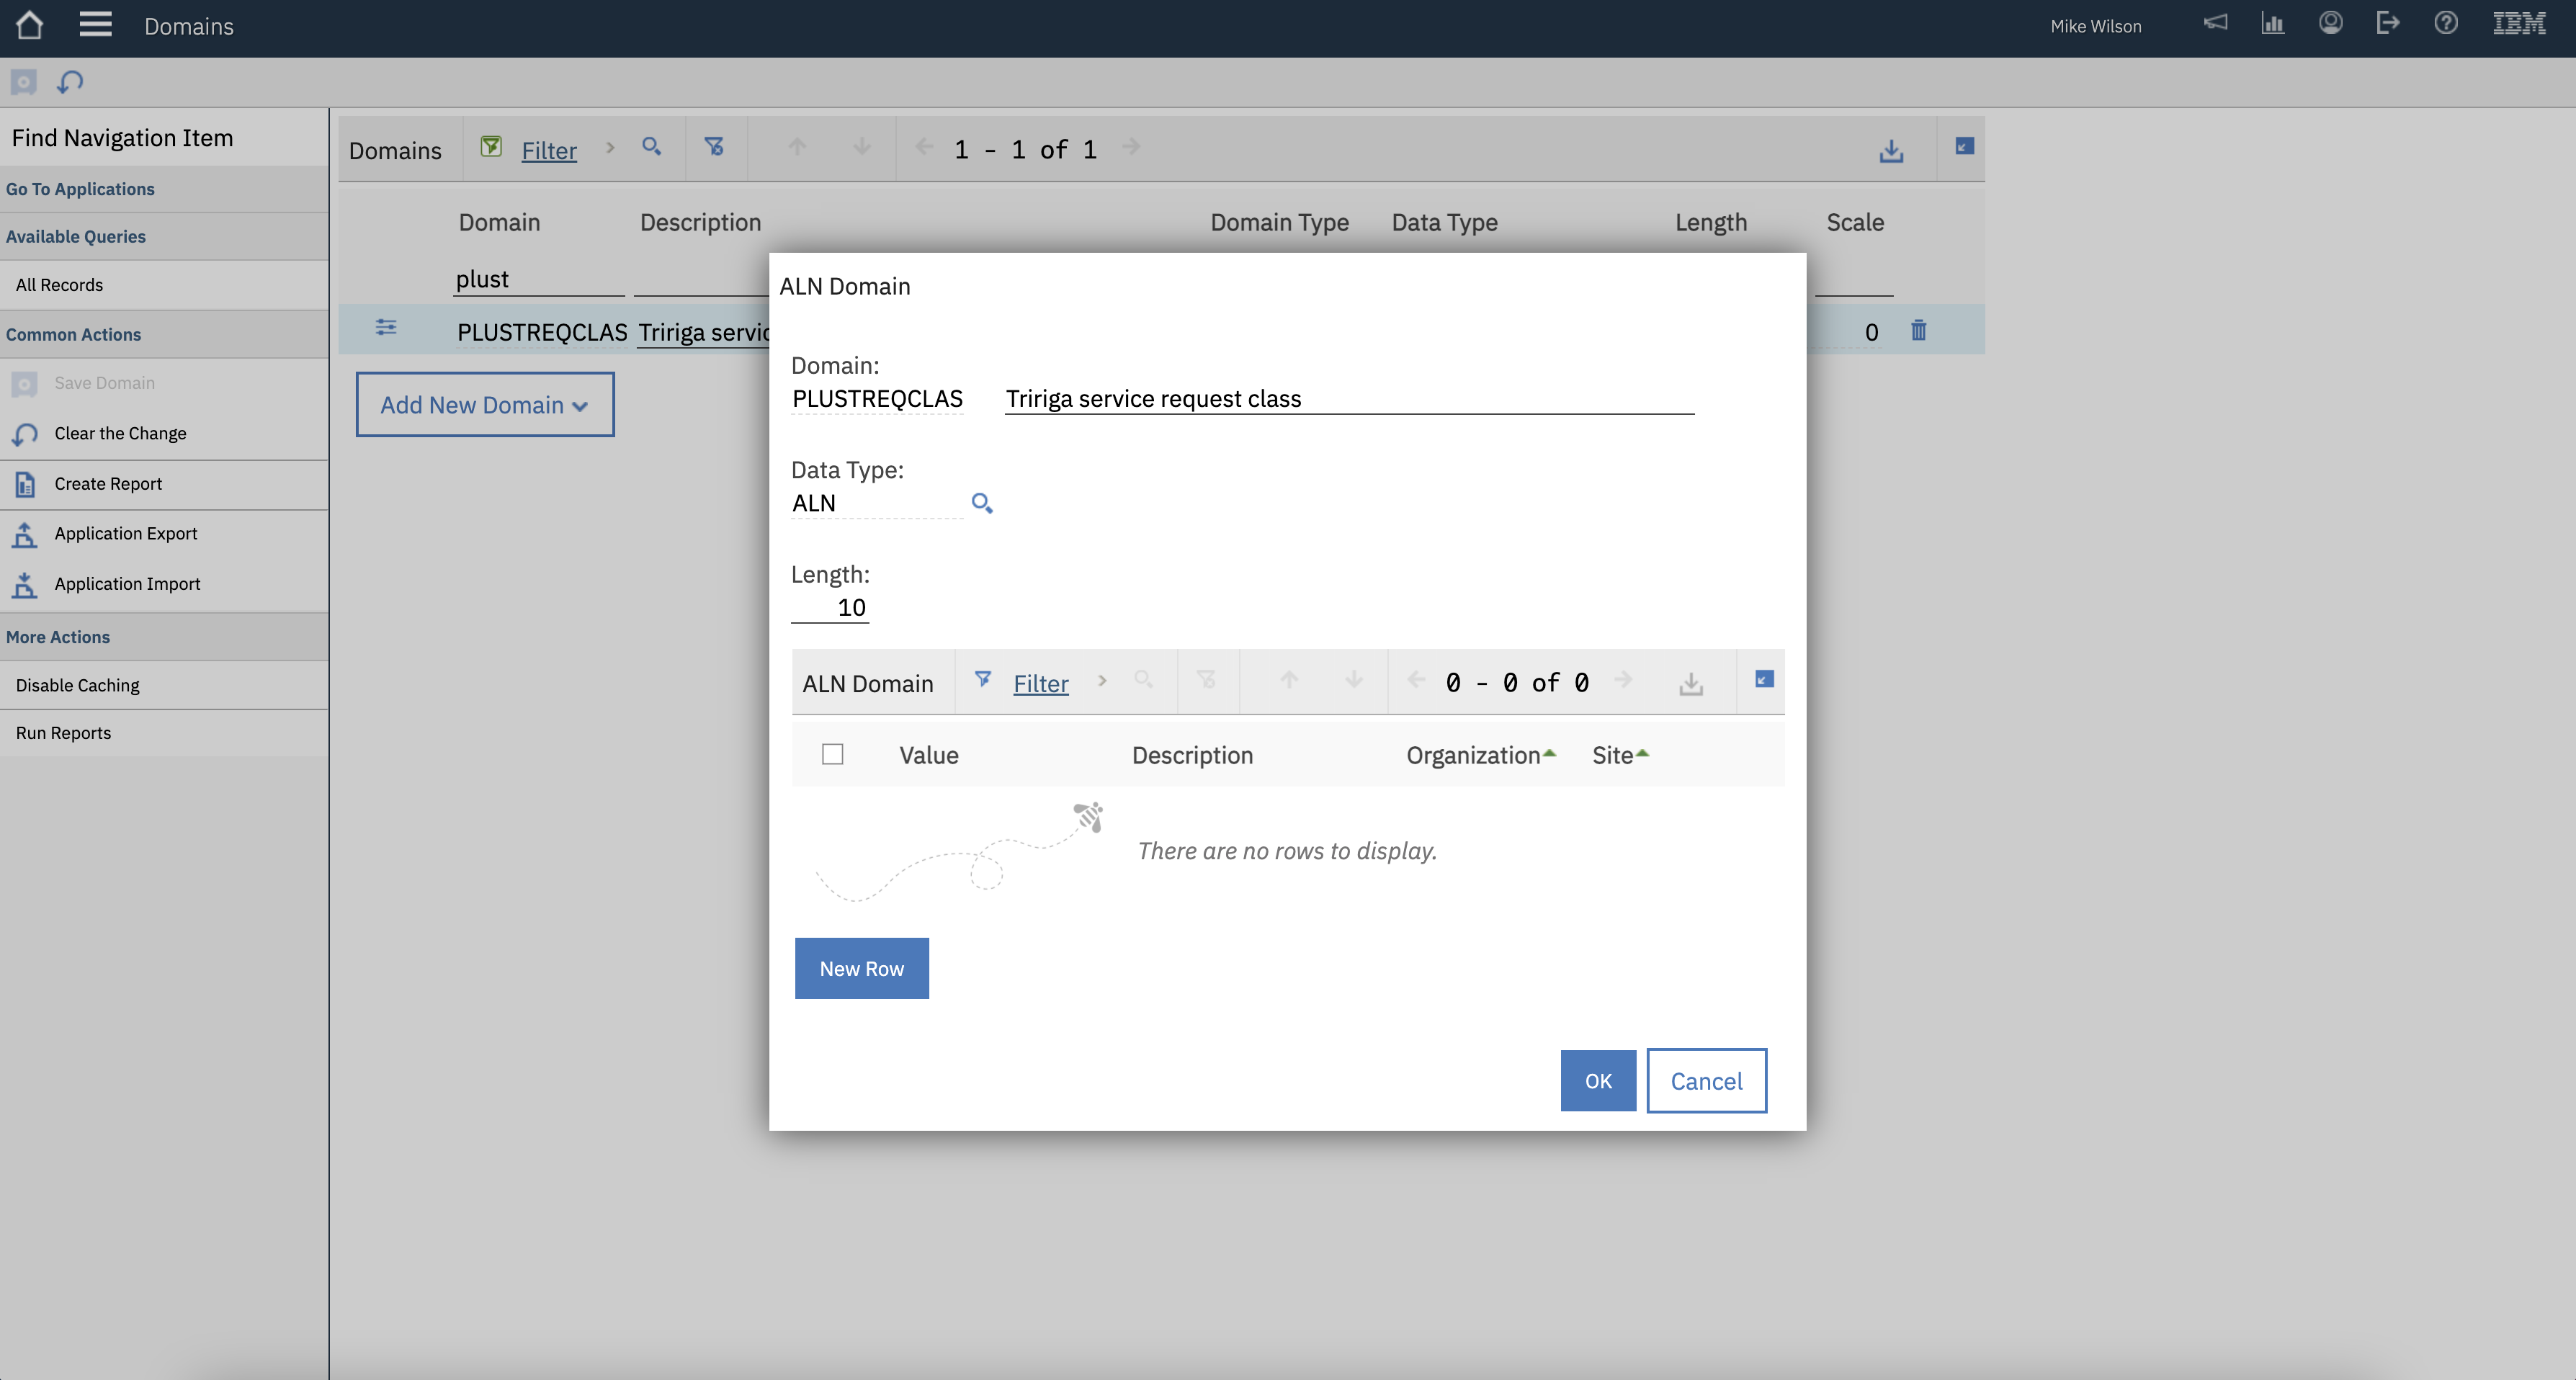 Domains
Mike Wilson
IBM
Find Navigation Item
Go To Applications
Available Queries
All Records
Common Actions
Save Domain
Clear the Change
Create Report
Application Export
Application Import
More Actions
Disable Caching
Run Reports
Domains Filter 1 - 1 of 1
Domain Description Domain Type Data Type Length Scale
plust
PLUSTREQCLAS Tririga servic 0
Add New Domain
ALN Domain
Domain:
PLUSTREQCLAS Tririga service request class
Data Type:
ALN
Length:
10
ALN Domain Filter 0 - 0 of 0
Value Description Organization Site
There are no rows to display.
New Row
OK Cancel